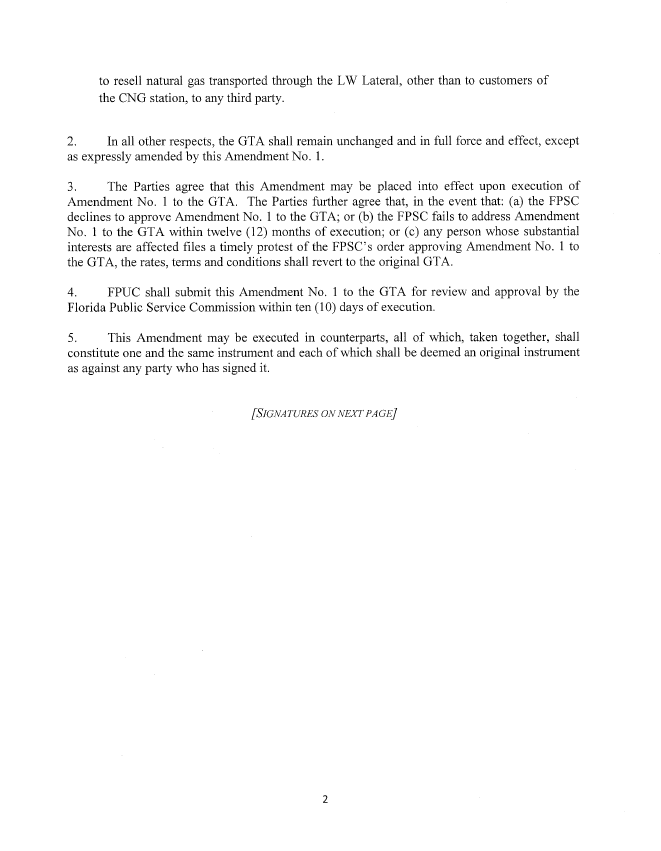 to resell natural gas transported through the LW Lateral, other than to customers of
the CNG station, to any third party.
2. In all other respects, the GTA shall remain unchanged and in full force and effect, except
as expressly amended by this Amendment No. 1.
3. The Parties agree that this Amendment may be placed into effect upon execution of
Amendment No. 1 to the GTA. The Parties further agree that, in the event that: (a) the FPSC
declines to approve Amendment No. 1 to the GTA; or (b) the FPSC fails to address Amendment
No. 1 to the GTA within twelve (12) months of execution; or (c) any person whose substantial
interests are affected files a timely protest of the FPSC's order approving Amendment No. 1 to
the GTA, the rates, terms and conditions shall revert to the original GTA.
4. FPUC shall submit this Amendment No. 1 to the GTA for review and approval by the
Florida Public Service Commission within ten (10) days of execution.
5. This Amendment may be executed in counterparts, all of which, taken together, shall
constitute one and the same instrument and each of which shall be deemed an original instrument
as against any party who has signed it.
[SIGNATURES ON NEXT PAGE]
2